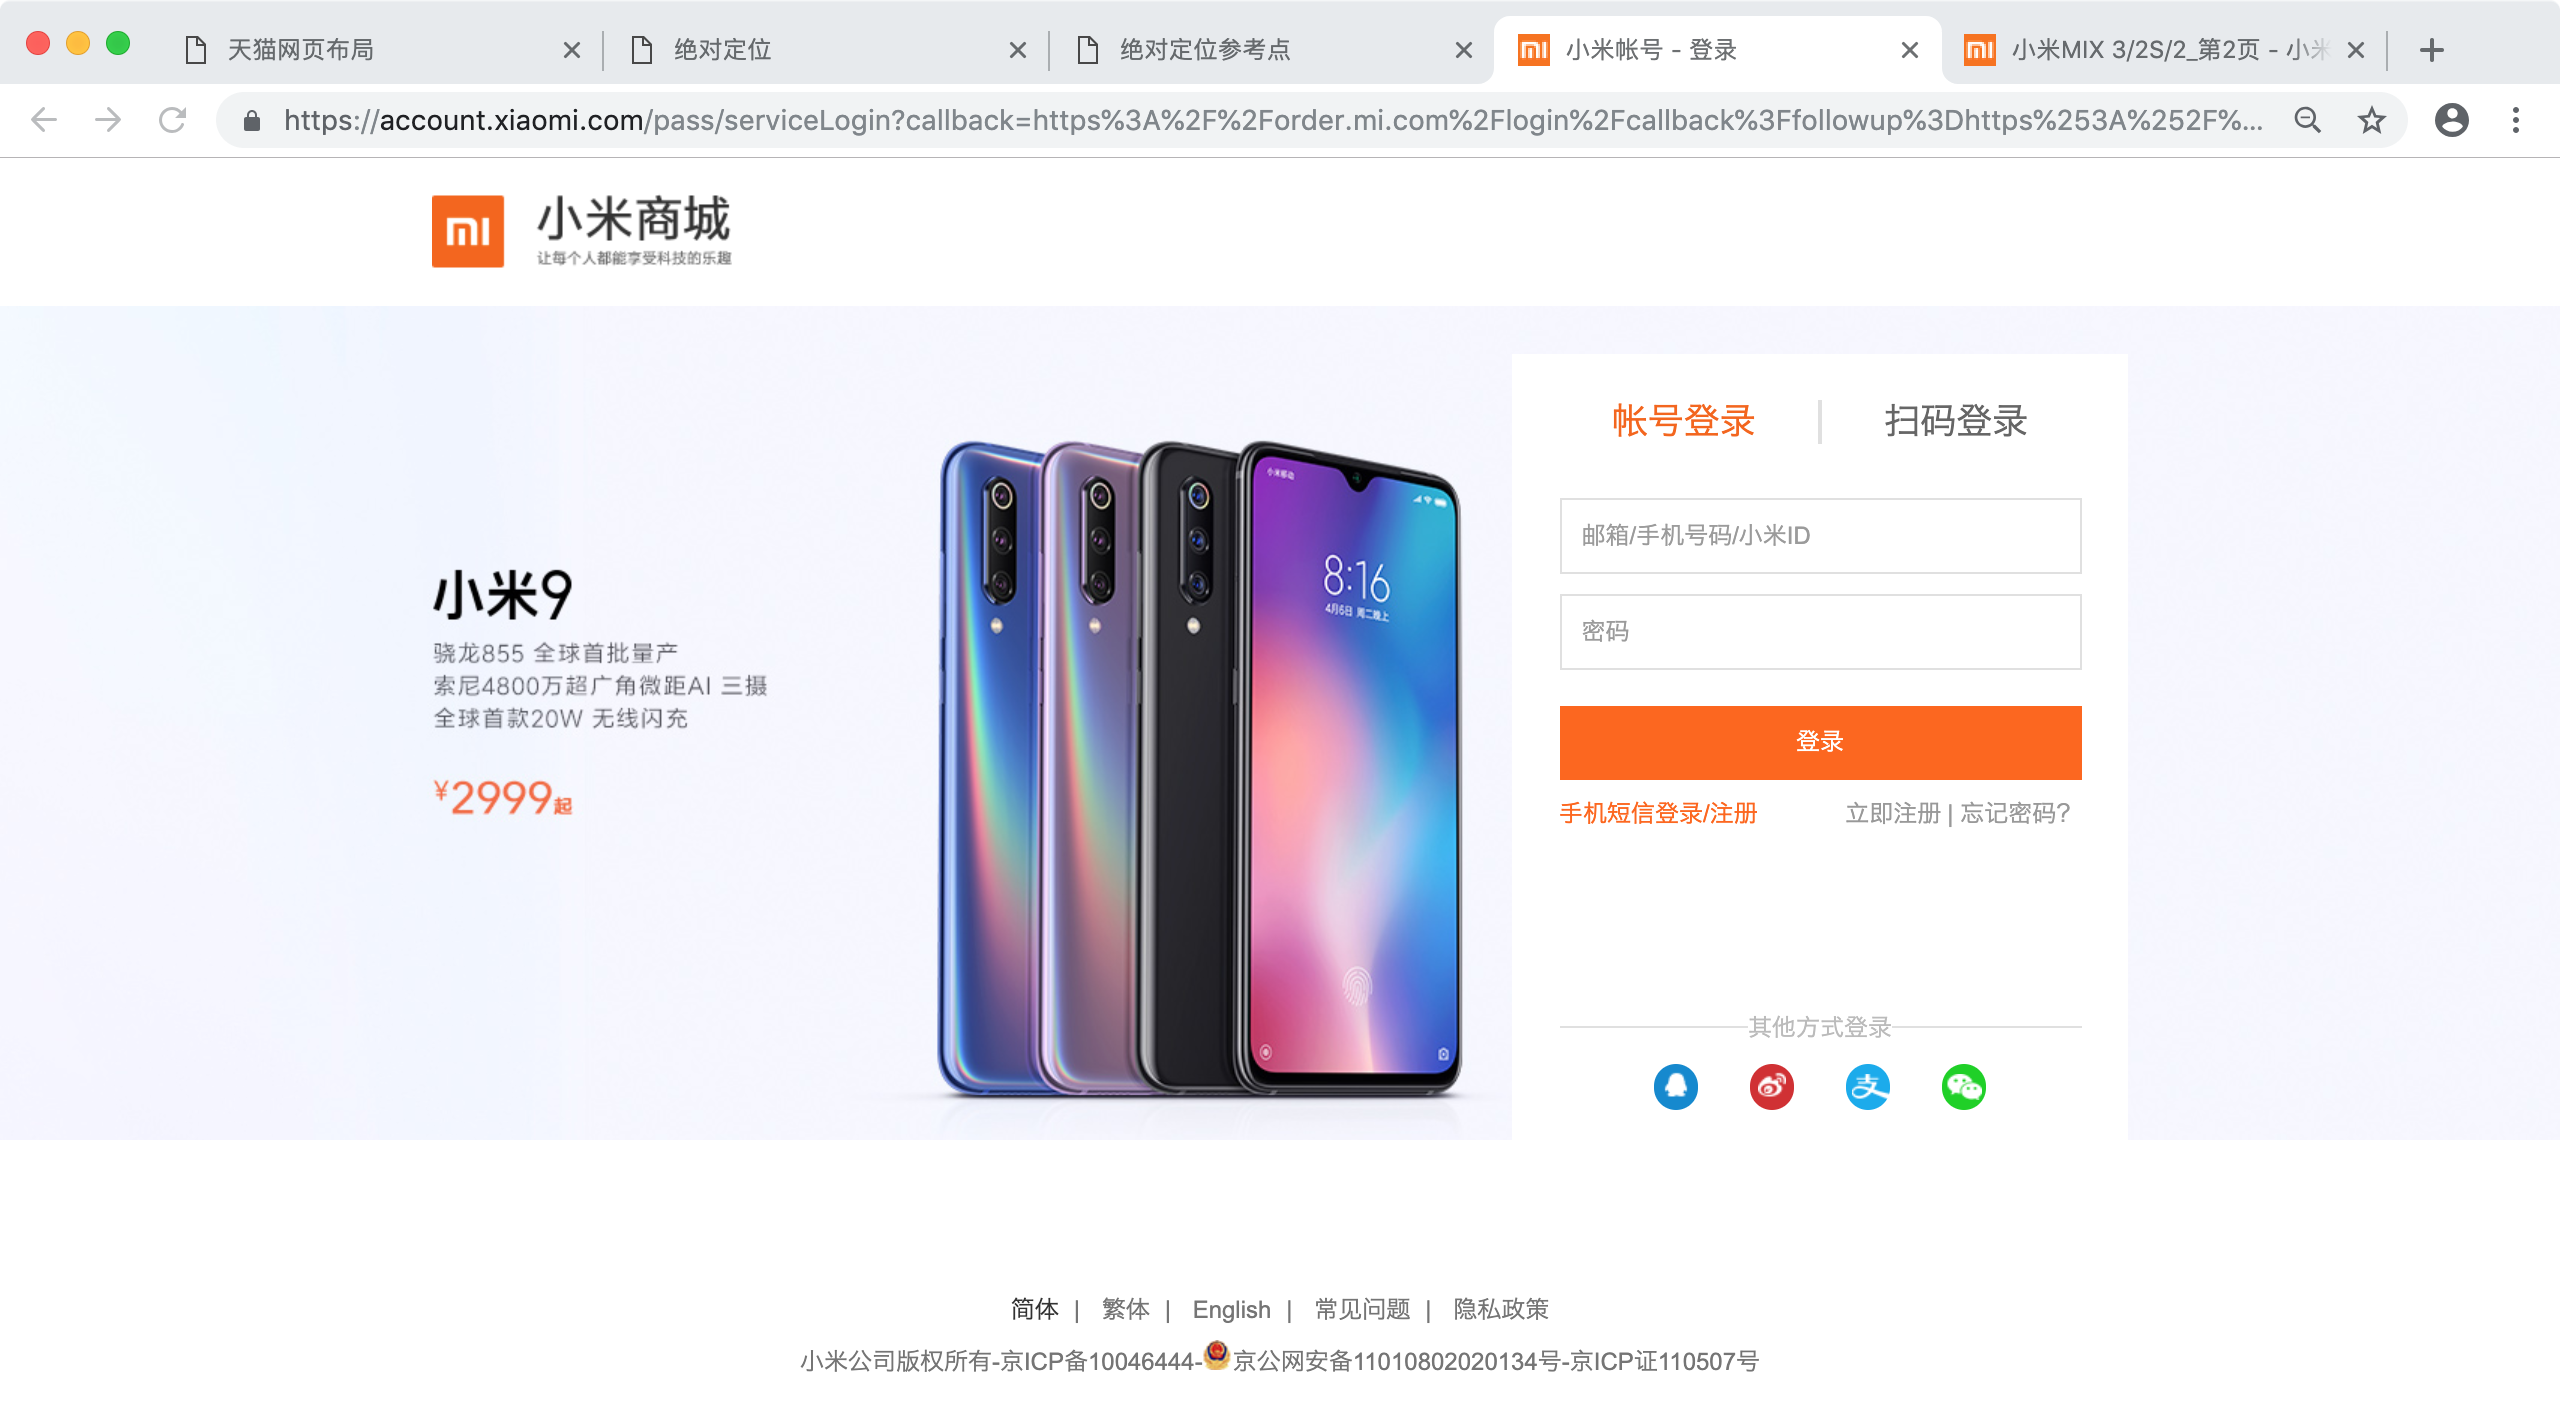 天猫网页布局
绝对定位
绝对定位参考点
小米帐号 - 登录
小米MIX 3/2S/2_第2页 - 小米
https://account.xiaomi.com/pass/serviceLogin?callback=https%3A%2F%2Forder.mi.com%2Flogin%2Fcallback%3Ffollowup%3Dhttps%253A%252F%...
小米商城
让每个人都能享受科技的乐趣
小米9
骁龙855 全球首批量产
索尼4800万超广角微距AI 三摄
全球首款20W 无线闪充
¥2999起
小米移动
8:16
4月6日 周二晚上
帐号登录
扫码登录
邮箱/手机号码/小米ID
密码
登录
手机短信登录/注册
立即注册 | 忘记密码?
其他方式登录
简体 | 繁体 | English | 常见问题 | 隐私政策
小米公司版权所有-京ICP备10046444-京公网安备11010802020134号-京ICP证110507号